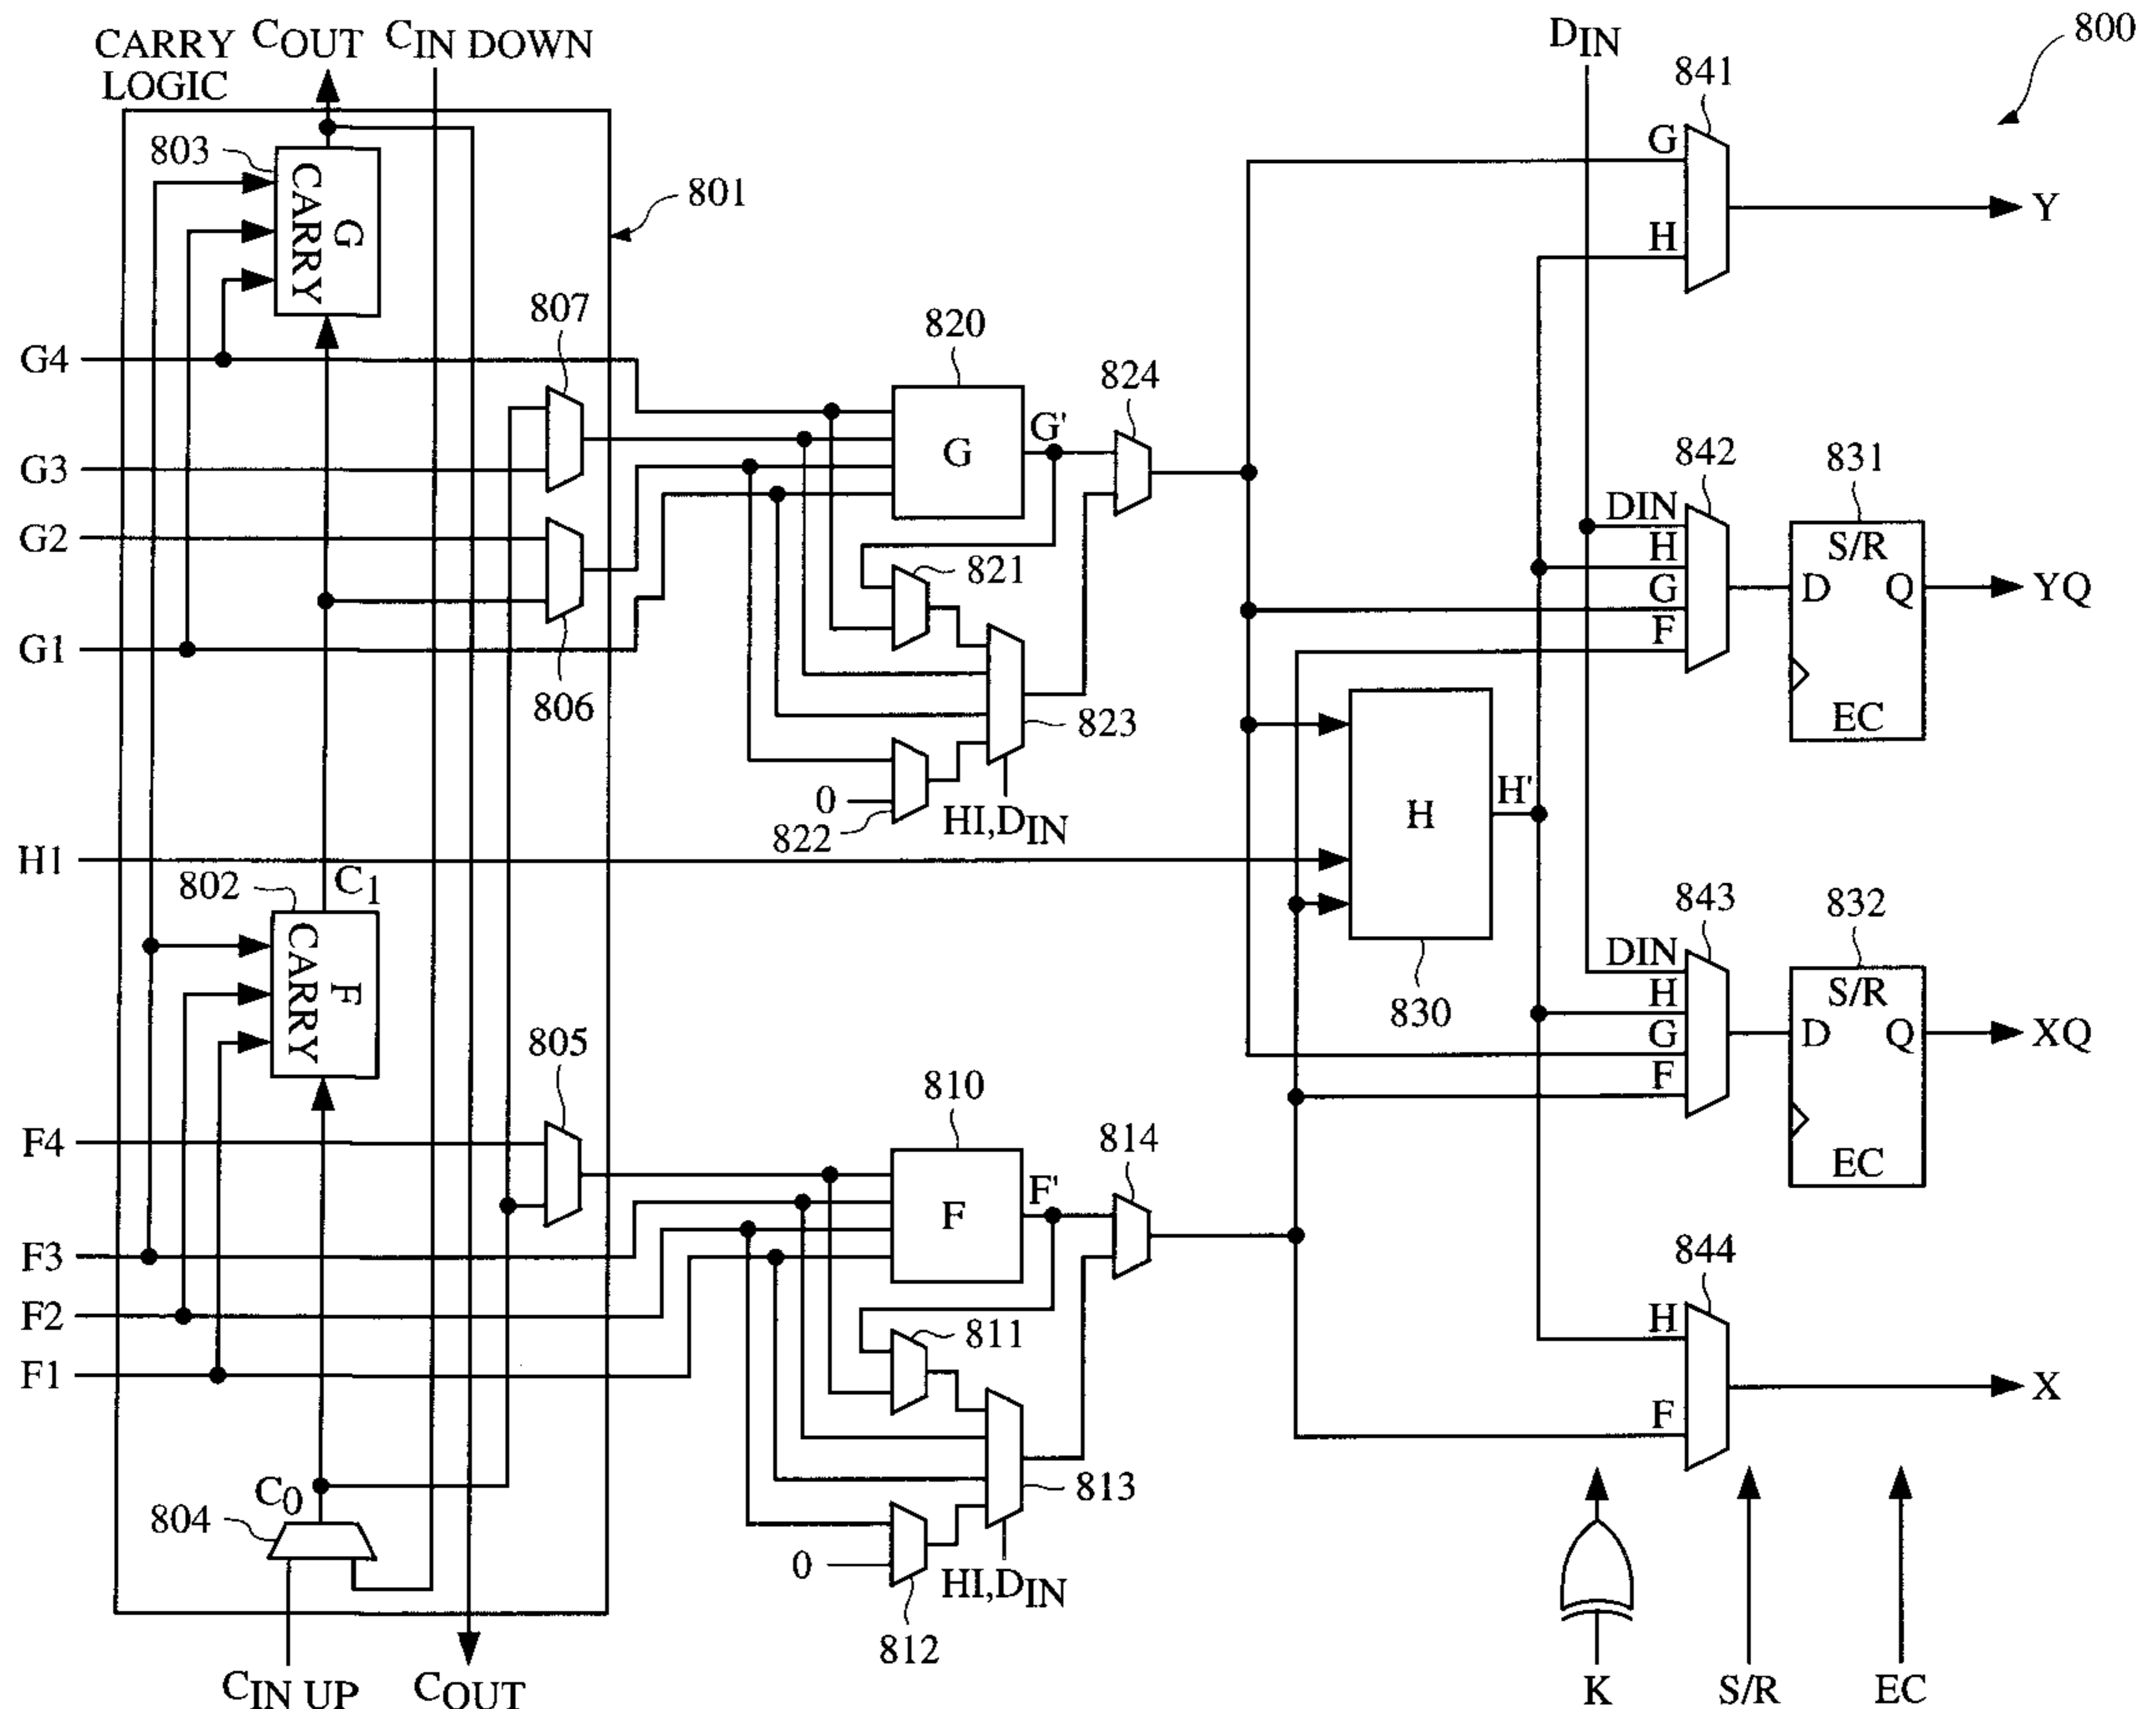 CARRY LOGIC
COUT
CIN DOWN
DIN
800
841
803
G CARRY
801
G
H
Y
807
820
824
G4
G'
G
842
831
G3
DIN
H
G
F
S/R
D
Q
EC
YQ
G2
821
G1
806
823
0
822
HI,DIN
H
H'
H1
802
C1
F CARRY
830
843
832
DIN
H
G
F
S/R
D
Q
EC
XQ
805
810
814
F4
F'
F
F3
F2
811
F1
844
H
F
X
813
C0
804
0
HI,DIN
812
CIN UP
COUT
K
S/R
EC